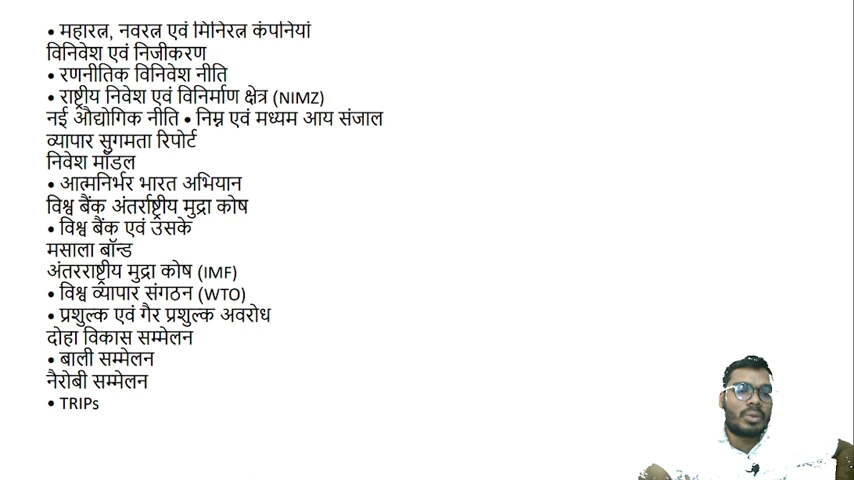 • महारत्न, नवरत्न एवं मिनिरत्न कंपनियां
विनिवेश एवं निजीकरण
• रणनीतिक विनिवेश नीति
• राष्ट्रीय निवेश एवं विनिर्माण क्षेत्र (NIMZ)
नई औद्योगिक नीति • निम्न एवं मध्यम आय संजाल
व्यापार सुगमता रिपोर्ट
निवेश मॉडल
• आत्मनिर्भर भारत अभियान
विश्व बैंक अंतर्राष्ट्रीय मुद्रा कोष
• विश्व बैंक एवं उसके
मसाला बॉन्ड
अंतरराष्ट्रीय मुद्रा कोष (IMF)
• विश्व व्यापार संगठन (WTO)
• प्रशुल्क एवं गैर प्रशुल्क अवरोध
दोहा विकास सम्मेलन
• बाली सम्मेलन
नैरोबी सम्मेलन
• TRIPs